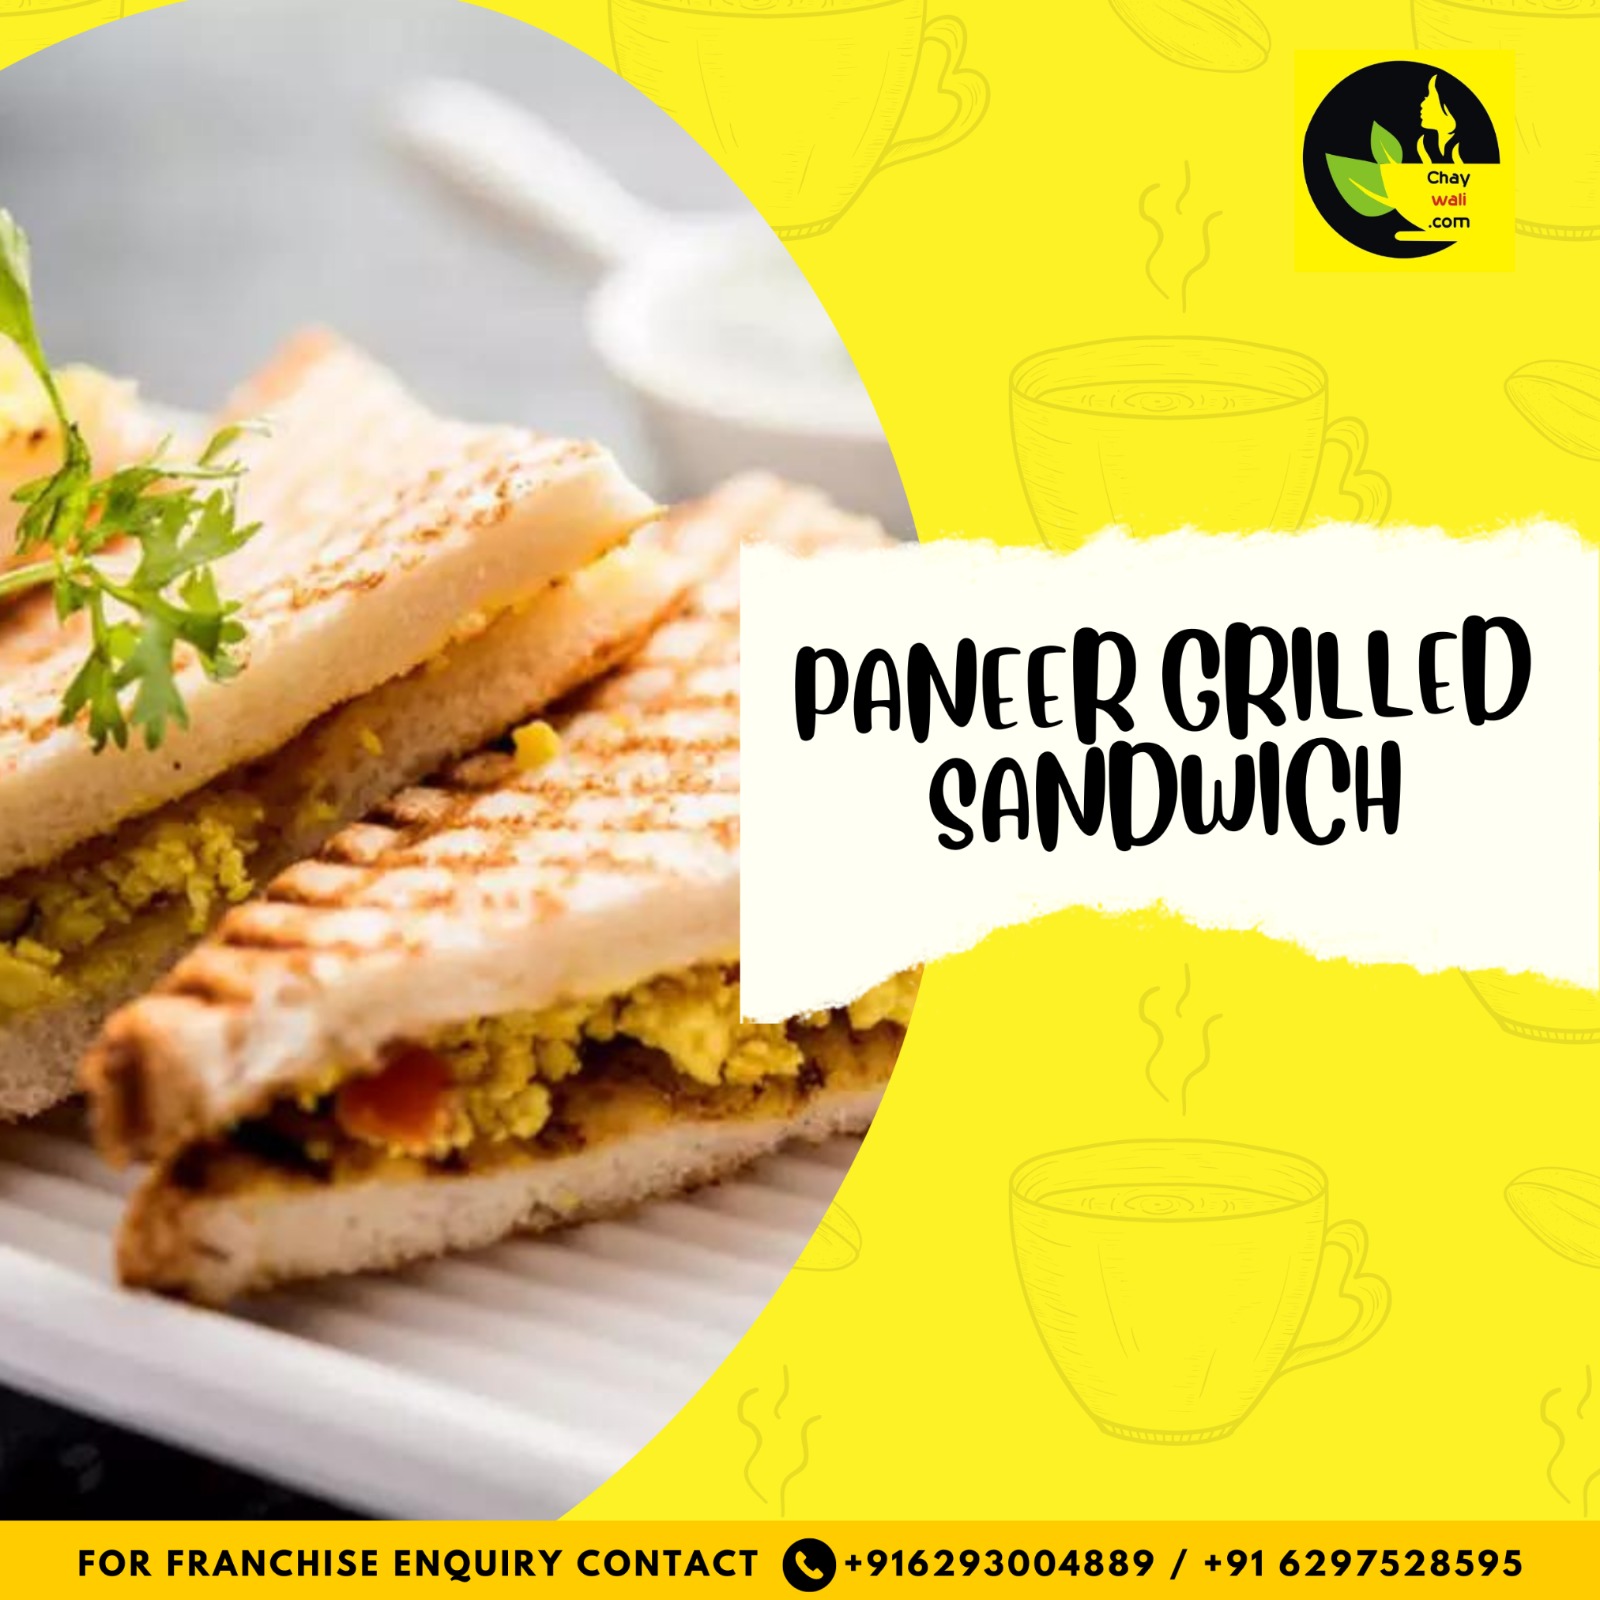 Chay
wali
.com
PANEER GRILLED
SANDWICH
FOR FRANCHISE ENQUIRY CONTACT +916293004889 / +91 6297528595